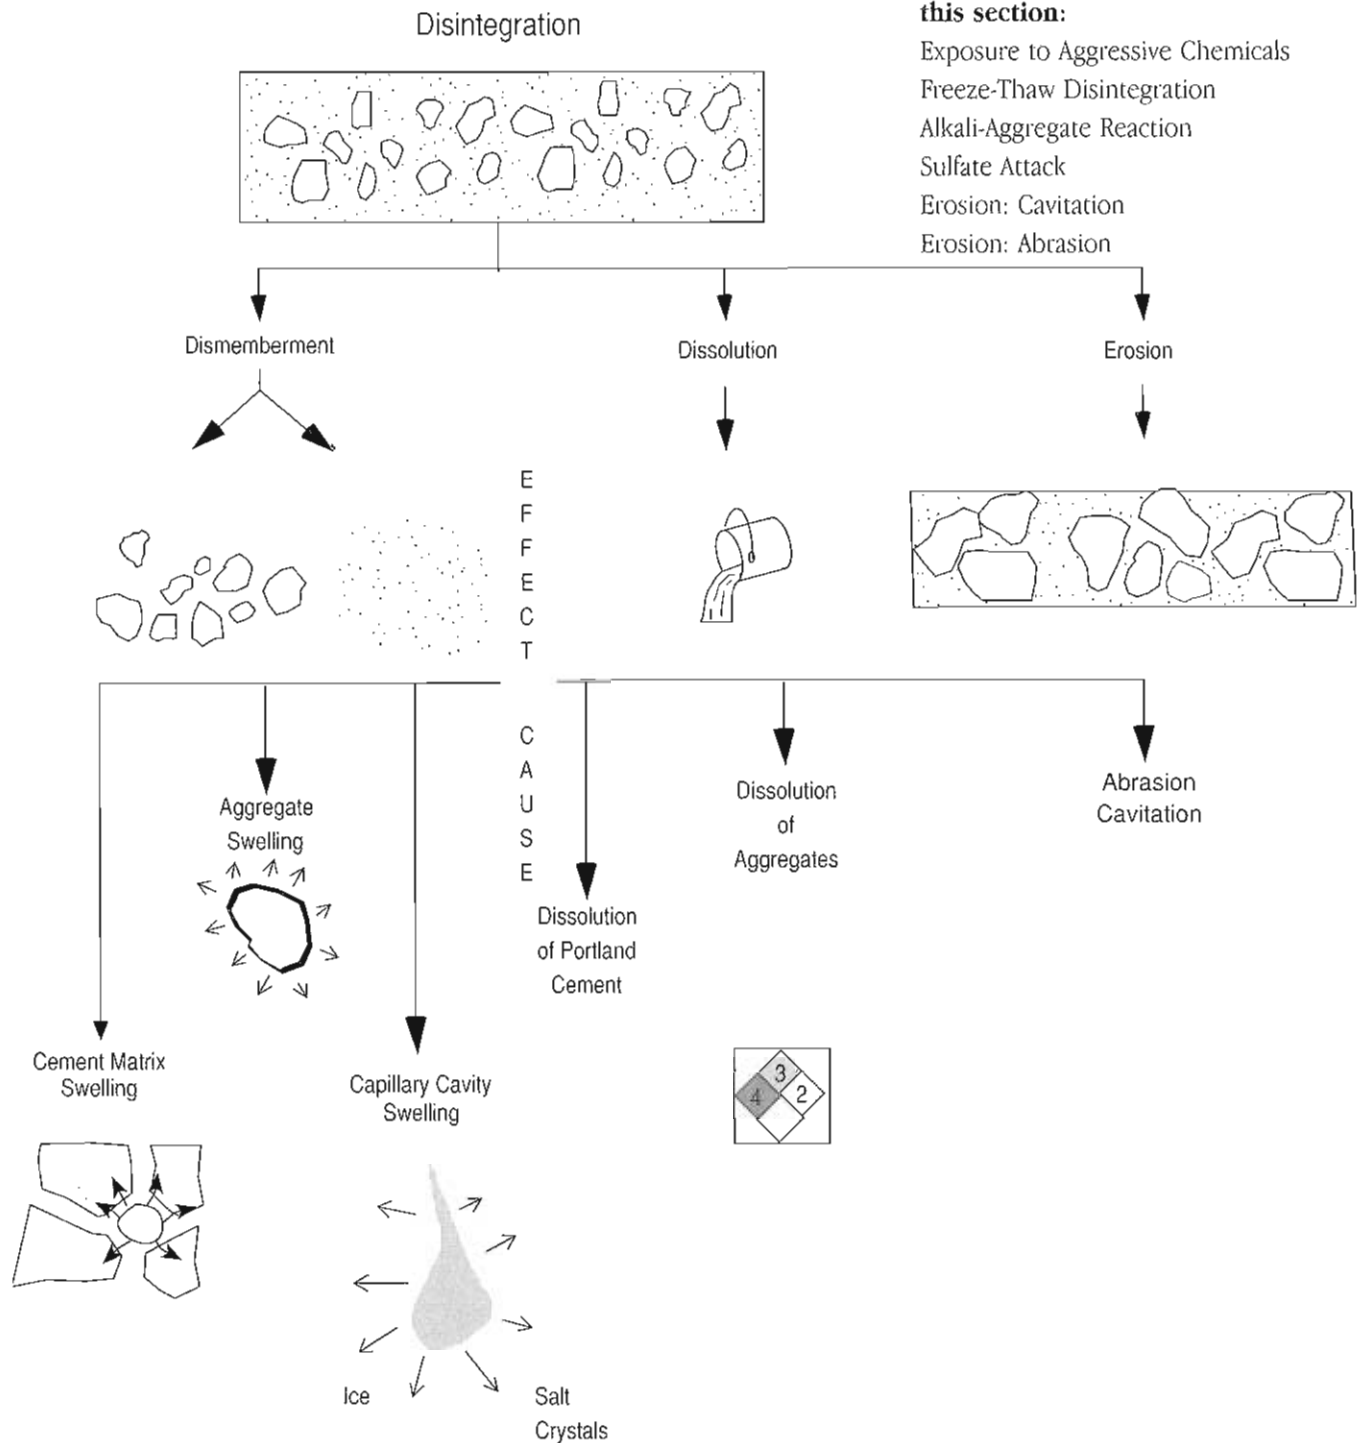 Disintegration
this section:
Exposure to Aggressive Chemicals
Freeze-Thaw Disintegration
Alkali-Aggregate Reaction
Sulfate Attack
Erosion: Cavitation
Erosion: Abrasion
Dismemberment
Dissolution
Erosion
E
F
F
E
C
T
C
A
U
S
E
Aggregate
Swelling
Dissolution
of
Aggregates
Abrasion
Cavitation
Dissolution
of Portland
Cement
Cement Matrix
Swelling
Capillary Cavity
Swelling
3
4
2
Ice
Salt
Crystals